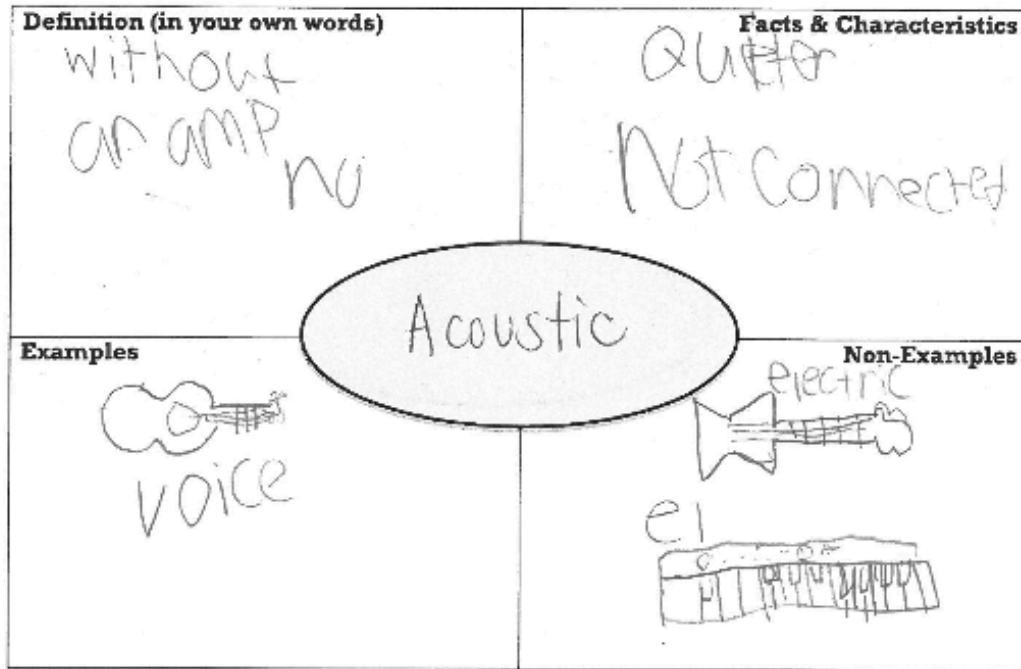 Definition (in your own words)
without
an amp
no
Facts & Characteristics
Quieter
Not Connected
Acoustic
Examples
voice
Non-Examples
electric
el